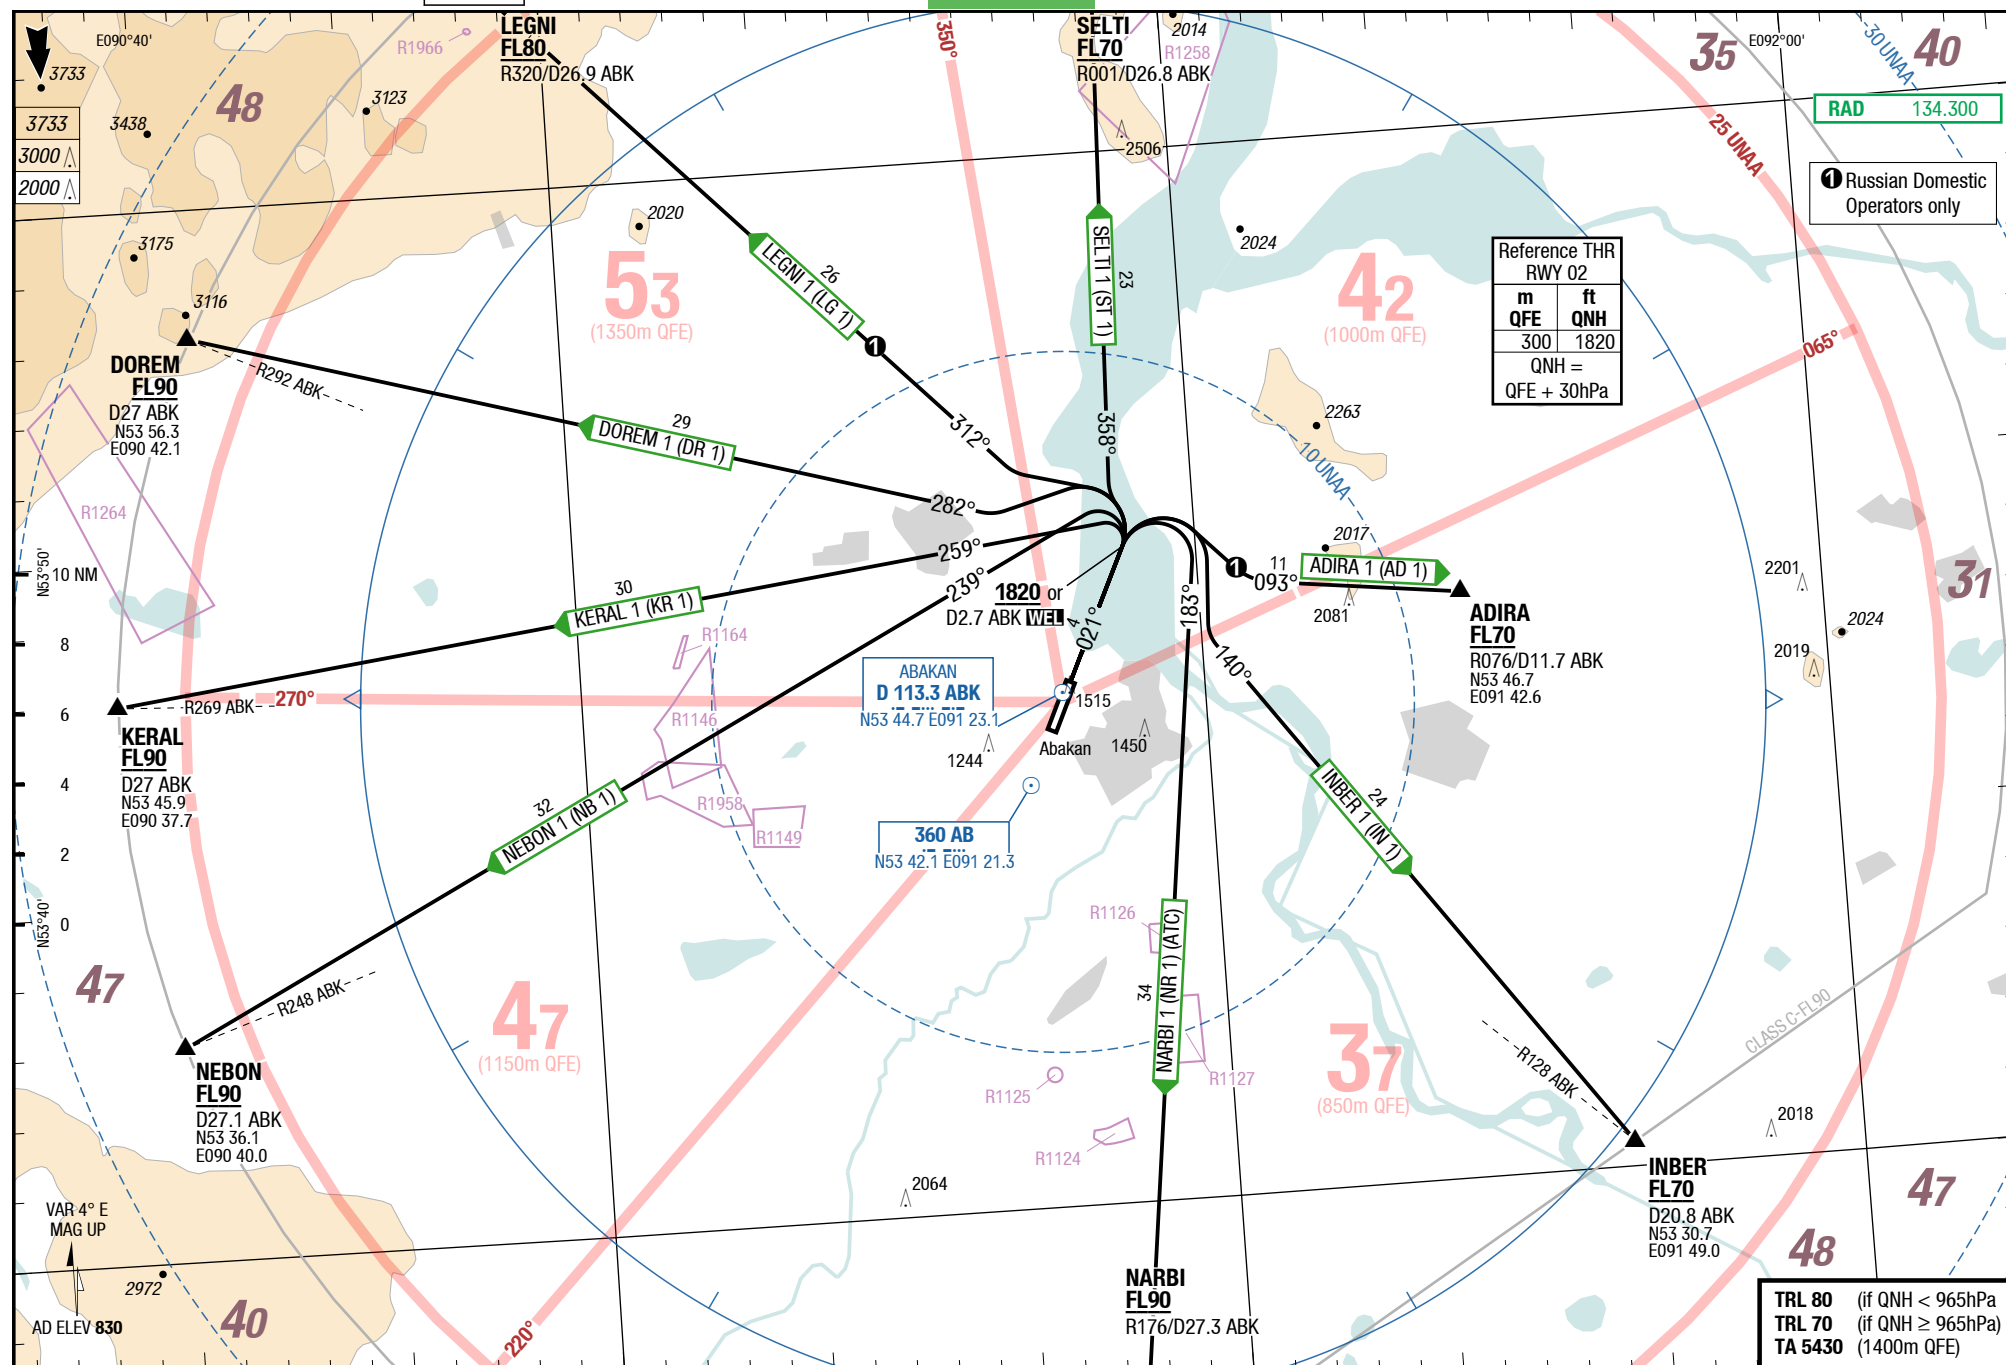 LEGNI
FL80
R320/D26.9 ABK
SELTI
FL70
R001/D26.8 ABK
E090°40'
R1966
350°
2014
R1258
35
E092°00'
30 UNAA
40
3733
3733
3000
2000
3438
3123
48
RAD 134.300
25 UNAA
2506
1 Russian Domestic
Operators only
2020
3175
2024
53
(1350m QFE)
26
LEGNI 1 (LG 1)
1
SELTI 1 (ST 1)
23
42
(1000m QFE)
Reference THR
RWY 02
m ft
QFE QNH
300 1820
QNH =
QFE + 30hPa
065°
3116
DOREM
FL90
D27 ABK
N53 56.3
E090 42.1
R292 ABK
29
DOREM 1 (DR 1)
312°
358°
2263
10 UNAA
R1264
282°
259°
239°
N53°50'
10 NM
8
6
4
2
0
N53°40'
30
KERAL 1 (KR 1)
1820 or
D2.7 ABK WEL
4
021°
183°
140°
1
11
093°
2017
ADIRA 1 (AD 1)
2081
2201
31
2024
2019
ADIRA
FL70
R076/D11.7 ABK
N53 46.7
E091 42.6
R1164
R1146
R269 ABK
270°
KERAL
FL90
D27 ABK
N53 45.9
E090 37.7
ABAKAN
D 113.3 ABK
N53 44.7 E091 23.1
1515
Abakan
1244
1450
R1958
R1149
32
NEBON 1 (NB 1)
360 AB
N53 42.1 E091 21.3
INBER 1 (IN 1)
24
R1126
NARBI 1 (NR 1) (ATC)
34
R1127
47
R248 ABK
47
(1150m QFE)
37
(850m QFE)
CLASS C-FL90
R128 ABK
NEBON
FL90
D27.1 ABK
N53 36.1
E090 40.0
R1125
R1124
2018
2064
INBER
FL70
D20.8 ABK
N53 30.7
E091 49.0
47
48
VAR 4° E
MAG UP
2972
AD ELEV 830
40
220°
NARBI
FL90
R176/D27.3 ABK
TRL 80 (if QNH < 965hPa
TRL 70 (if QNH ≥ 965hPa)
TA 5430 (1400m QFE)